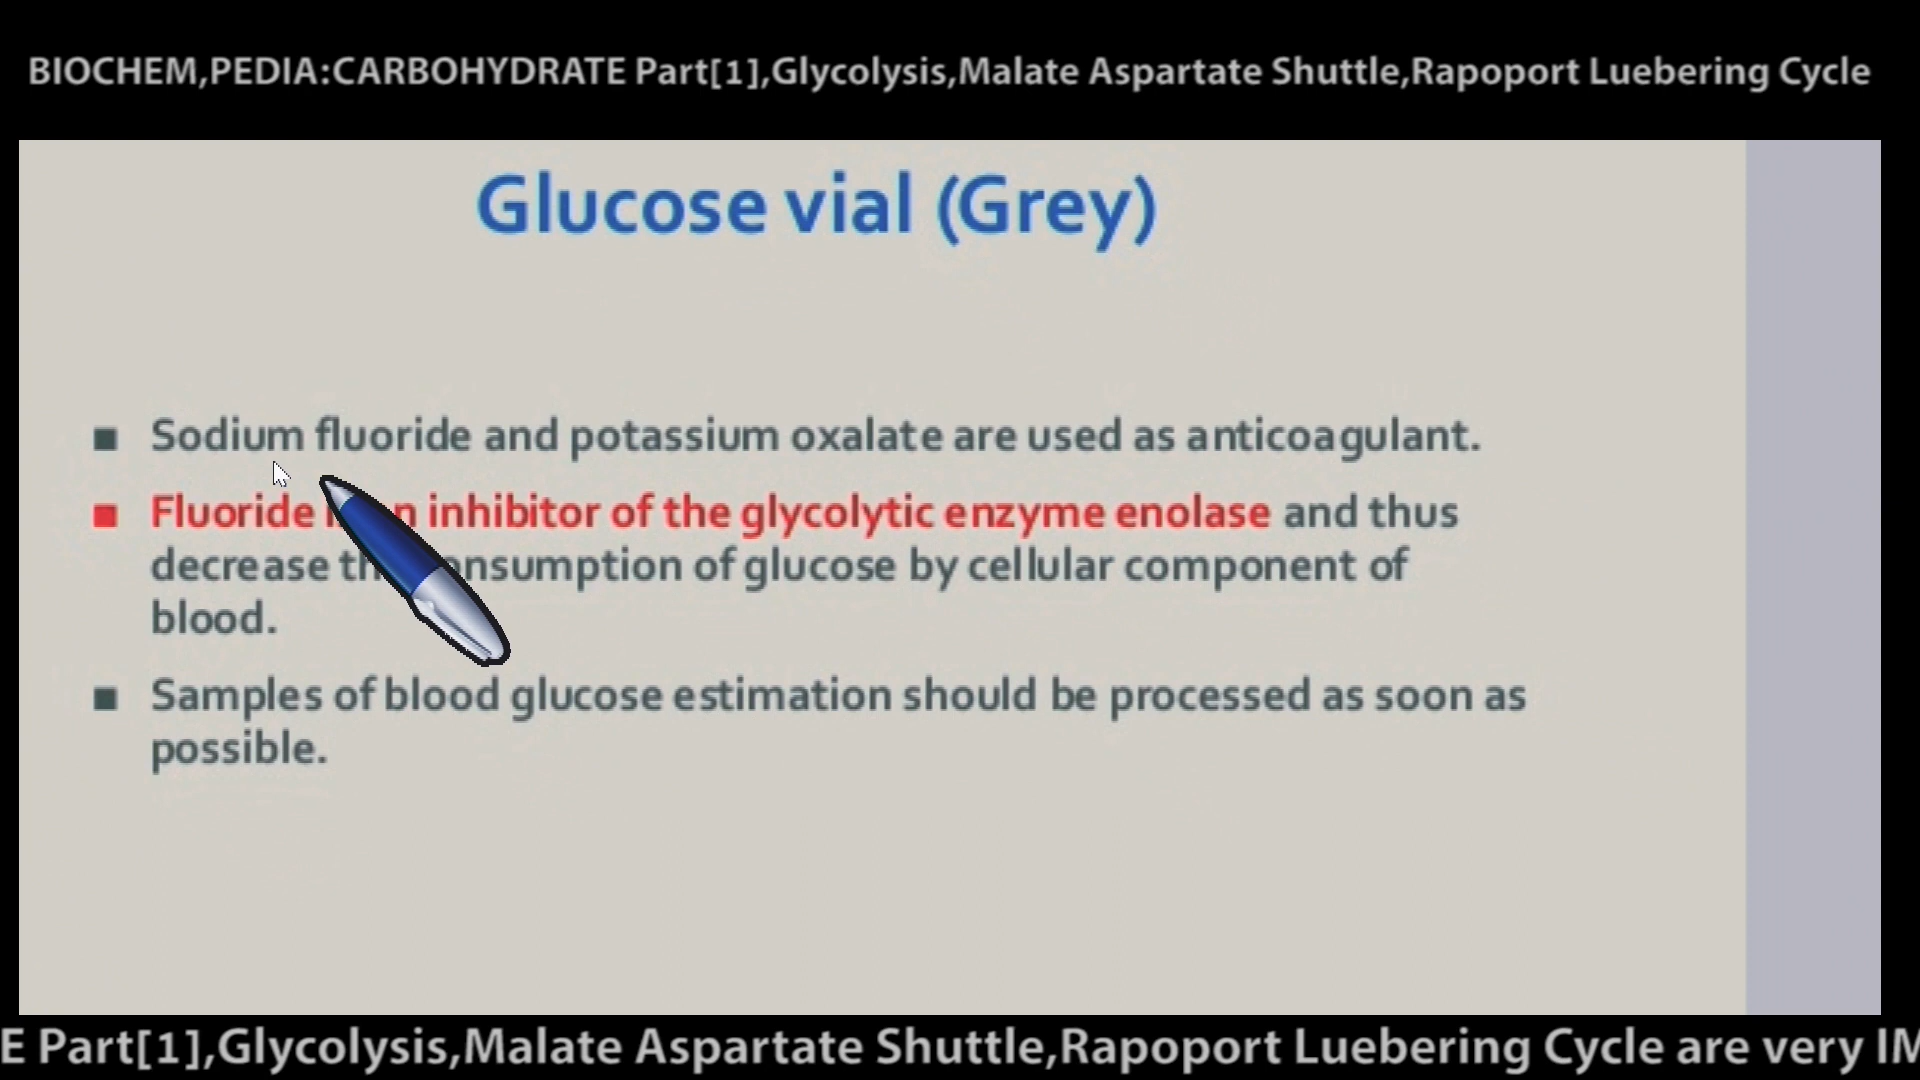 BIOCHEM,PEDIA:CARBOHYDRATE Part[1],Glycolysis,Malate Aspartate Shuttle,Rapoport Luebering Cycle
Glucose vial (Grey)
■ Sodium fluoride and potassium oxalate are used as anticoagulant.
■ Fluoride inhibitor of the glycolytic enzyme enolase and thus
decrease of glucose by cellular component of
blood.
■ Samples of blood glucose estimation should be processed as soon as
possible.
E Part[1],Glycolysis,Malate Aspartate Shuttle,Rapoport Luebering Cycle are very IM